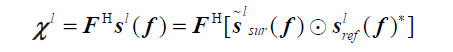 χ^l = F^H s^l(f) = F^H[s̃^l_sur(f) ⊙ s^l_ref(f)^*]